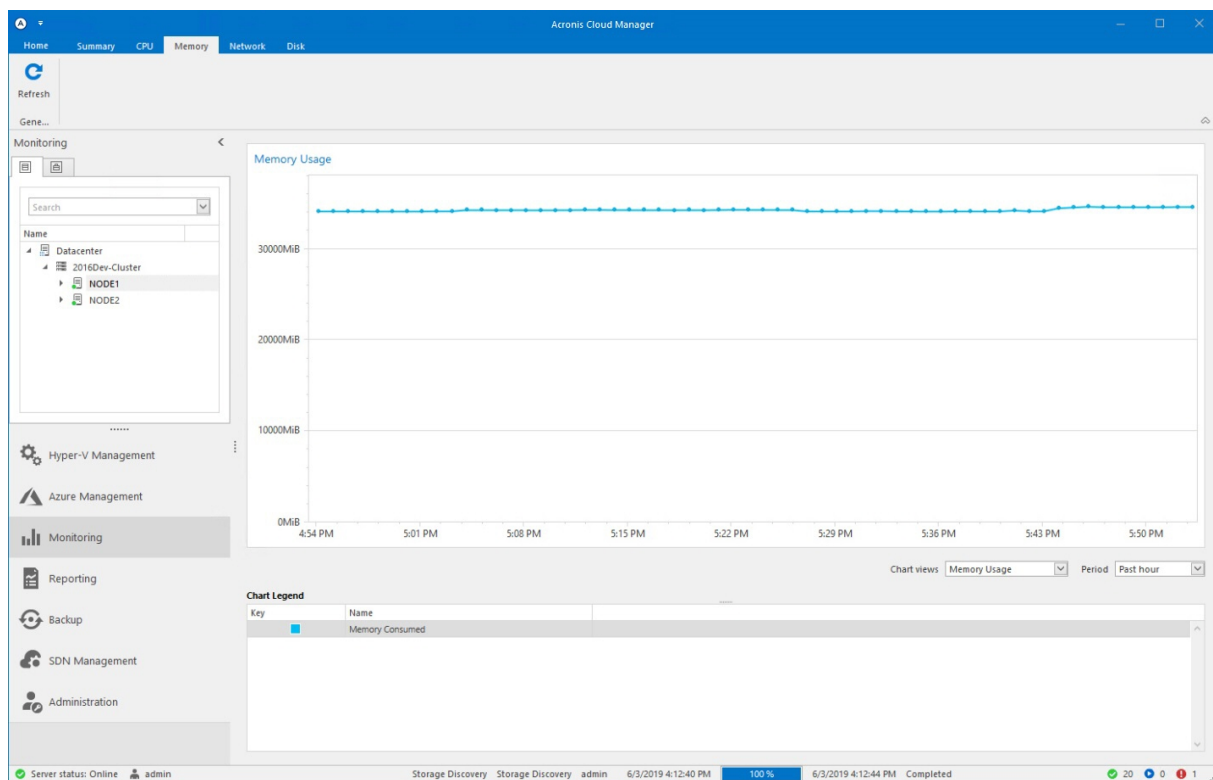 Acronis Cloud Manager
Home Summary CPU Memory Network Disk
Refresh
Gene...
Monitoring
Search
Name
Datacenter
2016Dev-Cluster
NODE1
NODE2
Hyper-V Management
Azure Management
Monitoring
Reporting
Backup
SDN Management
Administration
Memory Usage
30000MiB
20000MiB
10000MiB
0MiB
4:54 PM 5:01 PM 5:08 PM 5:15 PM 5:22 PM 5:29 PM 5:36 PM 5:43 PM 5:50 PM
Chart views Memory Usage Period Past hour
Chart Legend
Key Name
Memory Consumed
Server status: Online admin Storage Discovery Storage Discovery admin 6/3/2019 4:12:40 PM 100 % 6/3/2019 4:12:44 PM Completed 20 0 1